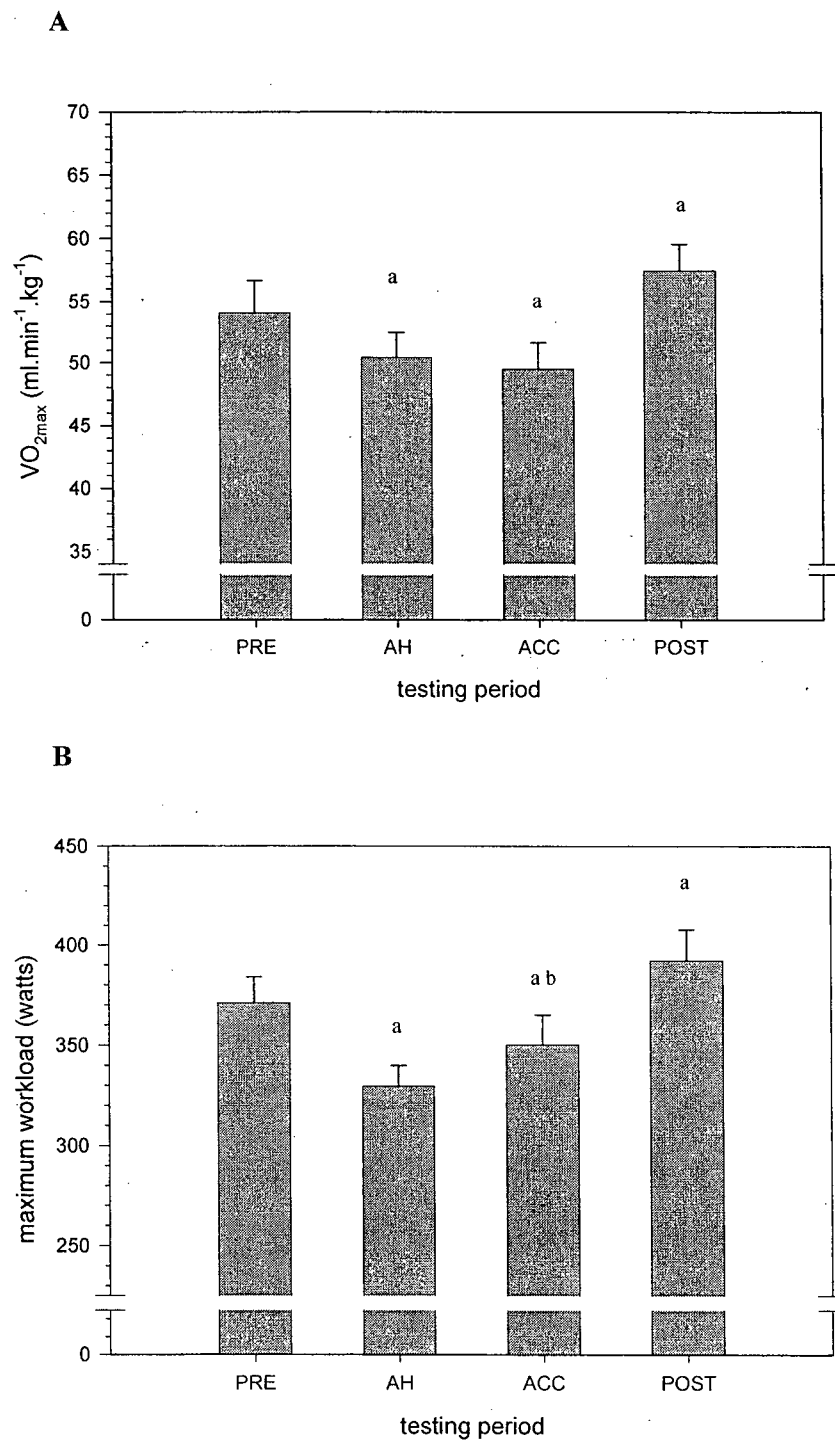 A
70
65
60
55
50
45
40
35
0
VO2max (ml.min-1.kg-1)
a
a
a
PRE AH ACC POST
testing period
B
450
400
350
300
250
0
maximum workload (watts)
a
a b
a
PRE AH ACC POST
testing period